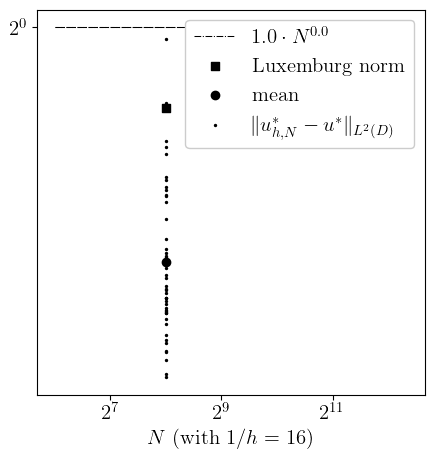 2^0
1.0 · N^{0.0}
Luxemburg norm
mean
‖u^*_{h,N} − u^*‖_{L^2(D)}
2^7 2^9 2^{11}
N (with 1/h = 16)